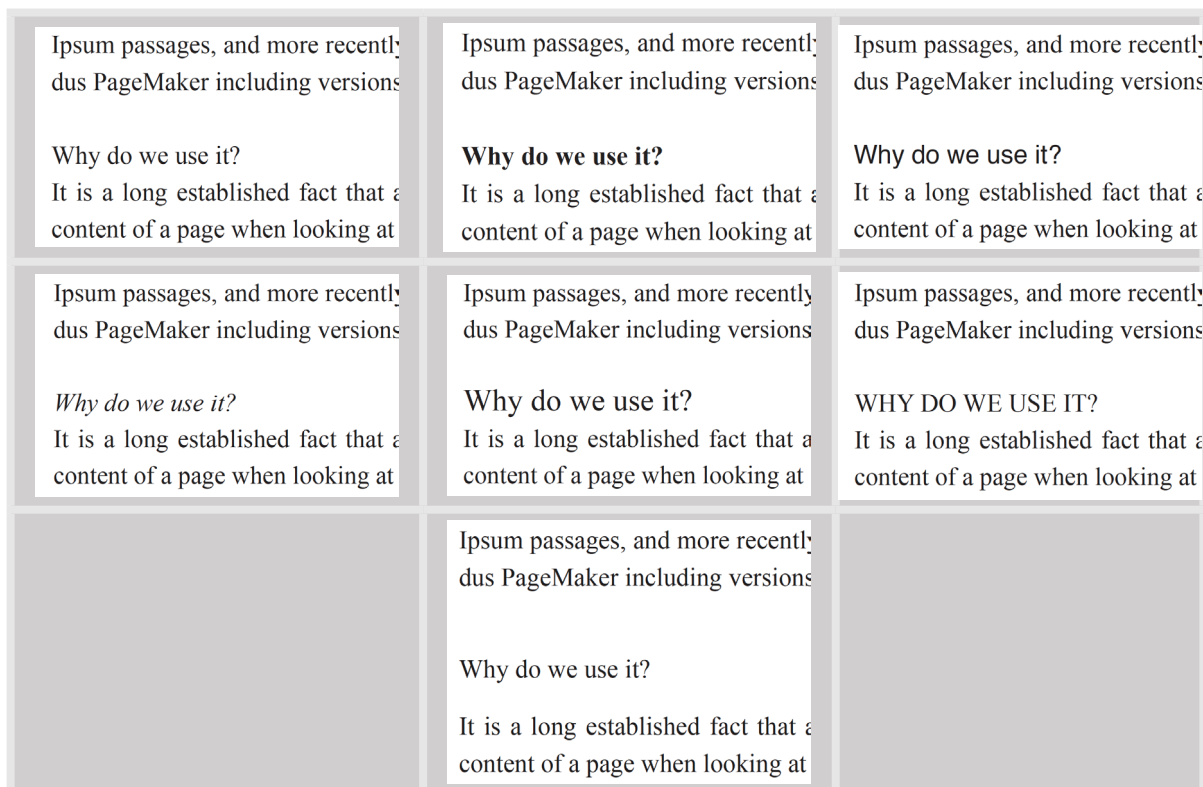 Ipsum passages, and more recently
dus PageMaker including versions
Why do we use it?
It is a long established fact that a
content of a page when looking at
Ipsum passages, and more recently
dus PageMaker including versions
Why do we use it?
It is a long established fact that a
content of a page when looking at
Ipsum passages, and more recently
dus PageMaker including versions
Why do we use it?
It is a long established fact that a
content of a page when looking at
Ipsum passages, and more recently
dus PageMaker including versions
Why do we use it?
It is a long established fact that a
content of a page when looking at
Ipsum passages, and more recently
dus PageMaker including versions
Why do we use it?
It is a long established fact that a
content of a page when looking at
Ipsum passages, and more recently
dus PageMaker including versions
WHY DO WE USE IT?
It is a long established fact that a
content of a page when looking at
Ipsum passages, and more recently
dus PageMaker including versions
Why do we use it?
It is a long established fact that a
content of a page when looking at